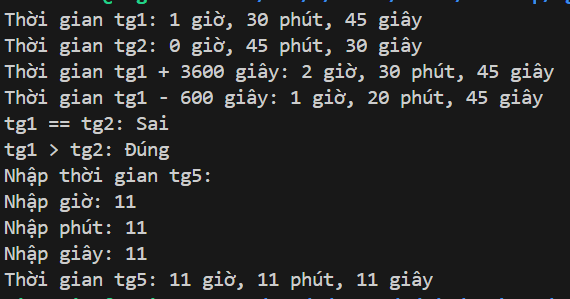 Thời gian tg1: 1 giờ, 30 phút, 45 giây
Thời gian tg2: 0 giờ, 45 phút, 30 giây
Thời gian tg1 + 3600 giây: 2 giờ, 30 phút, 45 giây
Thời gian tg1 - 600 giây: 1 giờ, 20 phút, 45 giây
tg1 == tg2: Sai
tg1 > tg2: Đúng
Nhập thời gian tg5:
Nhập giờ: 11
Nhập phút: 11
Nhập giây: 11
Thời gian tg5: 11 giờ, 11 phút, 11 giây